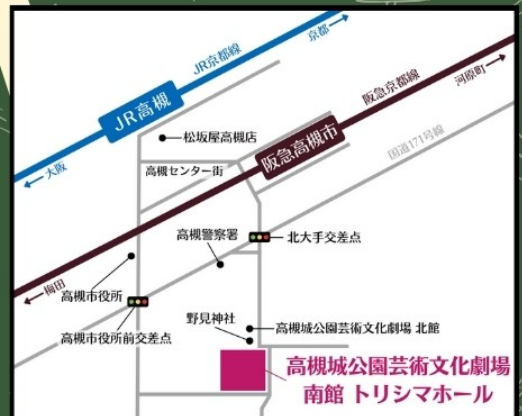 京都
JR京都線
JR高槻
大阪
松坂屋高槻店
河原町
阪急京都線
阪急高槻市
国道171号線
高槻センター街
高槻警察署
北大手交差点
梅田
高槻市役所
高槻市役所前交差点
野見神社
高槻城公園芸術文化劇場 北館
高槻城公園芸術文化劇場
南館 トリシマホール